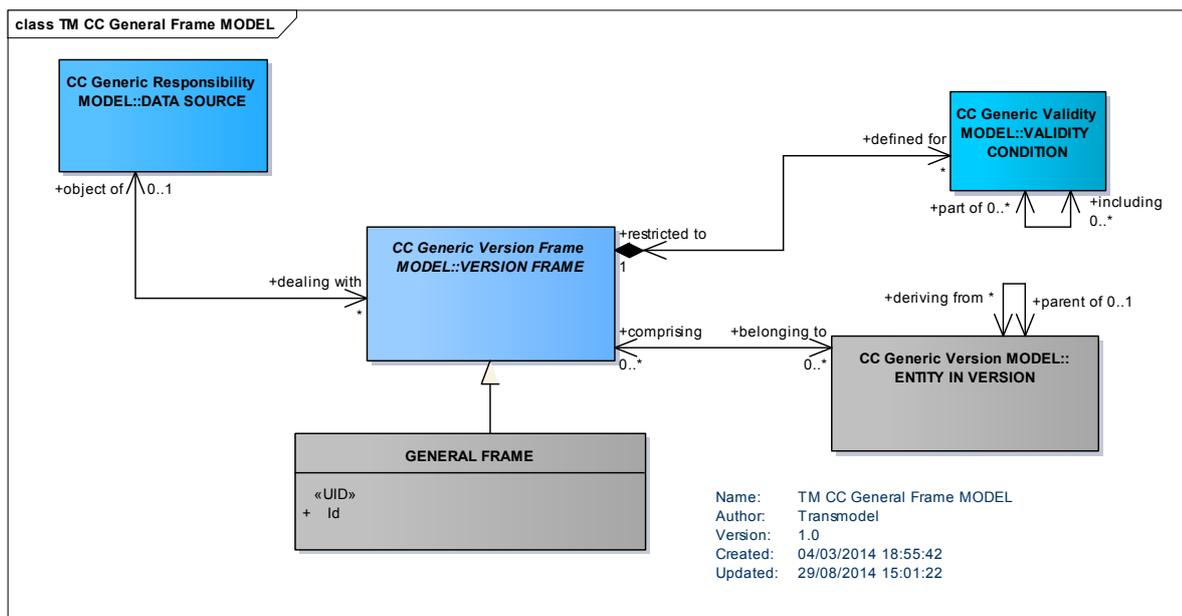 class TM CC General Frame MODEL
CC Generic Responsibility
MODEL::DATA SOURCE
+object of
0..1
CC Generic Validity
MODEL::VALIDITY
CONDITION
+defined for
*
+part of 0..*
+including
0..*
CC Generic Version Frame
MODEL::VERSION FRAME
+restricted to
1
+dealing with
*
+comprising
0..*
+belonging to
0..*
+deriving from *
+parent of 0..1
CC Generic Version MODEL::
ENTITY IN VERSION
GENERAL FRAME
«UID»
+ Id
Name: TM CC General Frame MODEL
Author: Transmodel
Version: 1.0
Created: 04/03/2014 18:55:42
Updated: 29/08/2014 15:01:22